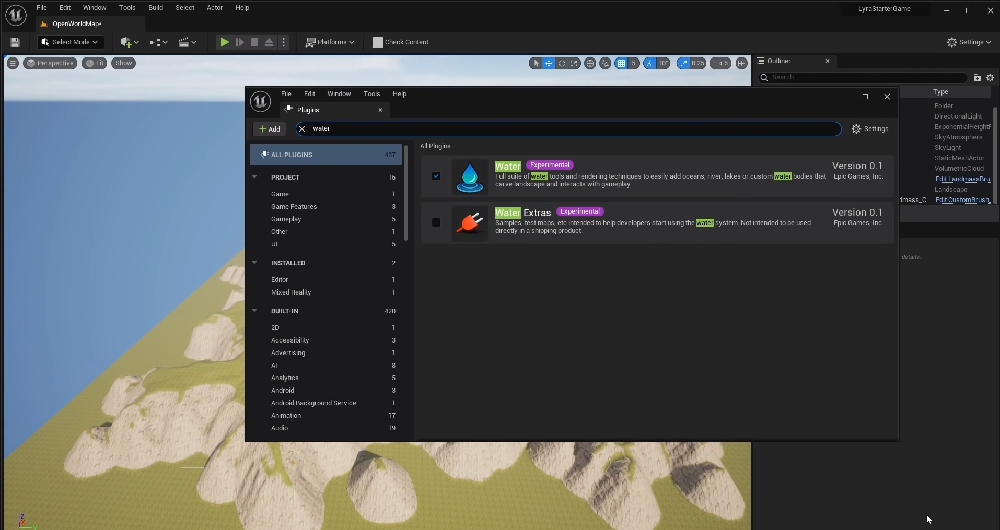 File Edit Window Tools Build Select Actor Help
LyraStarterGame
OpenWorldMap*
Select Mode
Platforms
Check Content
Settings
Perspective
Lit
Show
5
10°
0.25
5
Outliner
Search...
Type
Folder
DirectionalLight
ExponentialHeightF
SkyAtmosphere
SkyLight
StaticMeshActor
VolumetricCloud
Edit LandmassBrus
Landscape
dmass_C Edit CustomBrush_
details.
File Edit Window Tools Help
Plugins
Add
water
Settings
ALL PLUGINS 437
PROJECT 15
Game 1
Game Features 3
Gameplay 5
Other 1
UI 5
INSTALLED 2
Editor 1
Mixed Reality 1
BUILT-IN 420
2D 1
Accessibility 3
Advertising 1
AI 8
Analytics 5
Android 3
Android Background Service 1
Animation 17
Audio 19
All Plugins
Water Experimental
Version 0.1
Full suite of water tools and rendering techniques to easily add oceans, river, lakes or custom water bodies that
Epic Games, Inc.
carve landscape and interacts with gameplay
Water Extras Experimental
Version 0.1
Samples, test maps, etc intended to help developers start using the water system. Not intended to be used
Epic Games, Inc.
directly in a shipping product.
Z
X
Y